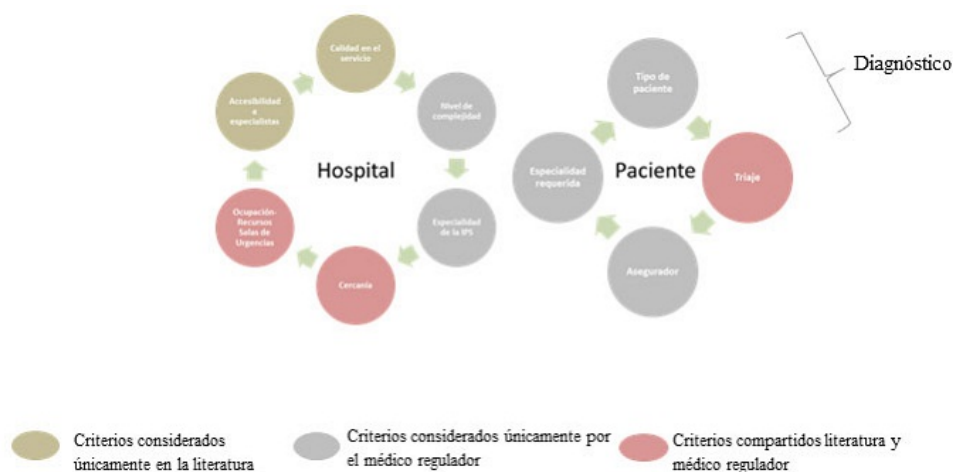 Calidad en el
servicio
Accesibilidad
a
especialistas
Nivel de
complejidad
Hospital
Ocupación-
Recursos
Salas de
Urgencias
Especialidad
de la IPS
Cercanía
Tipo de
paciente
Diagnóstico
Especialidad
requerida
Paciente
Triaje
Asegurador
Criterios considerados
únicamente en la literatura
Criterios considerados únicamente por
el médico regulador
Criterios compartidos literatura y
médico regulador